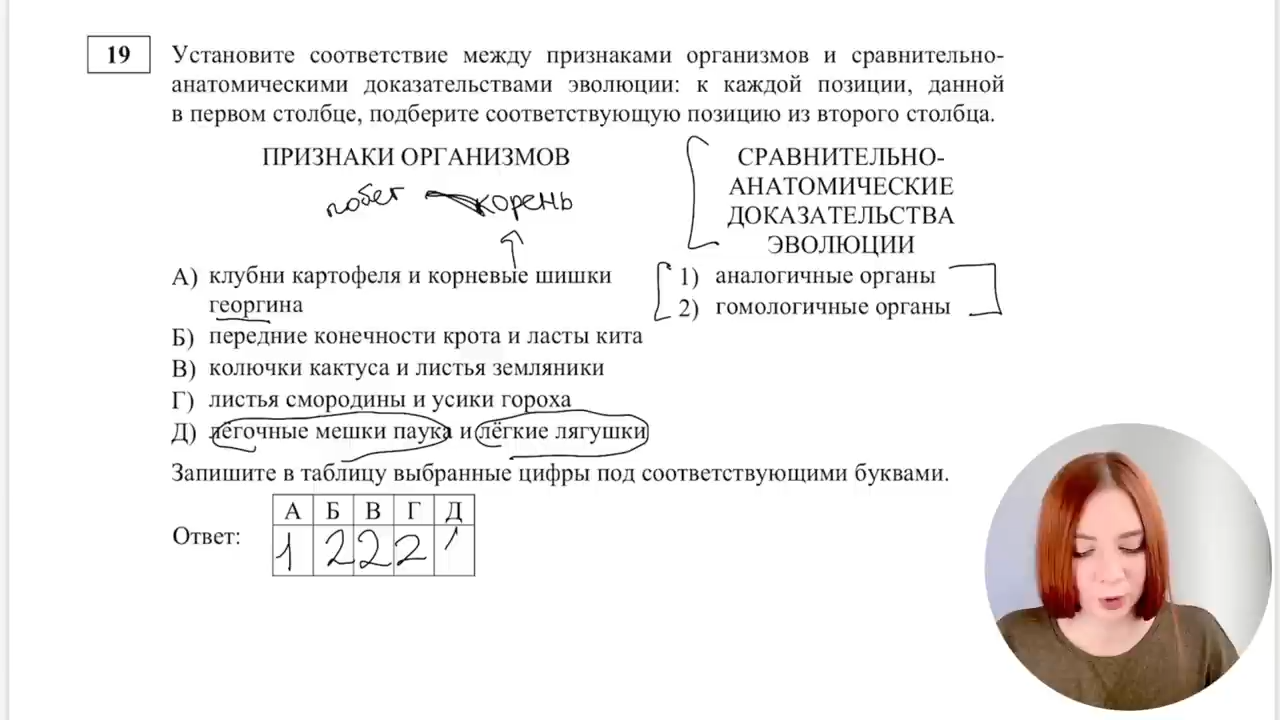 19
Установите соответствие между признаками организмов и сравнительно-
анатомическими доказательствами эволюции: к каждой позиции, данной
в первом столбце, подберите соответствующую позицию из второго столбца.
ПРИЗНАКИ ОРГАНИЗМОВ
побег корень
А) клубни картофеля и корневые шишки
георгина
Б) передние конечности крота и ласты кита
В) колючки кактуса и листья земляники
Г) листья смородины и усики гороха
Д) лёгочные мешки паука и лёгкие лягушки
СРАВНИТЕЛЬНО-
АНАТОМИЧЕСКИЕ
ДОКАЗАТЕЛЬСТВА
ЭВОЛЮЦИИ
1) аналогичные органы
2) гомологичные органы
Запишите в таблицу выбранные цифры под соответствующими буквами.
Ответ:
А Б В Г Д
1 2 2 2 1